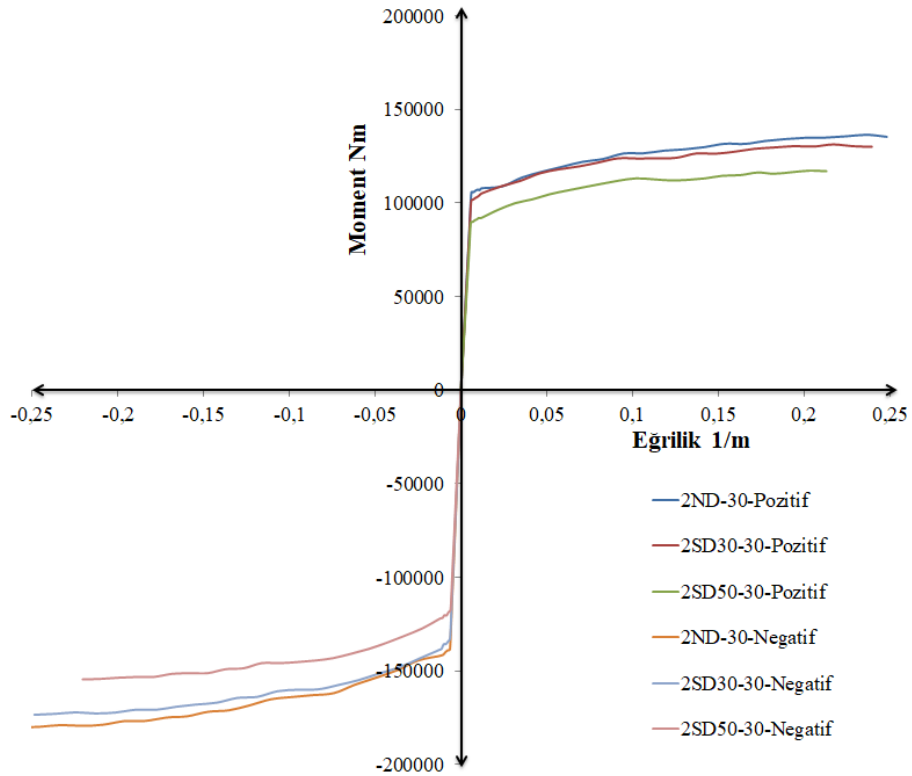 200000
150000
100000
50000
0
-50000
-100000
-150000
-200000
Moment Nm
-0,25 -0,2 -0,15 -0,1 -0,05 0 0,05 0,1 0,15 0,2 0,25
Eğrilik 1/m
2ND-30-Pozitif
2SD30-30-Pozitif
2SD50-30-Pozitif
2ND-30-Negatif
2SD30-30-Negatif
2SD50-30-Negatif